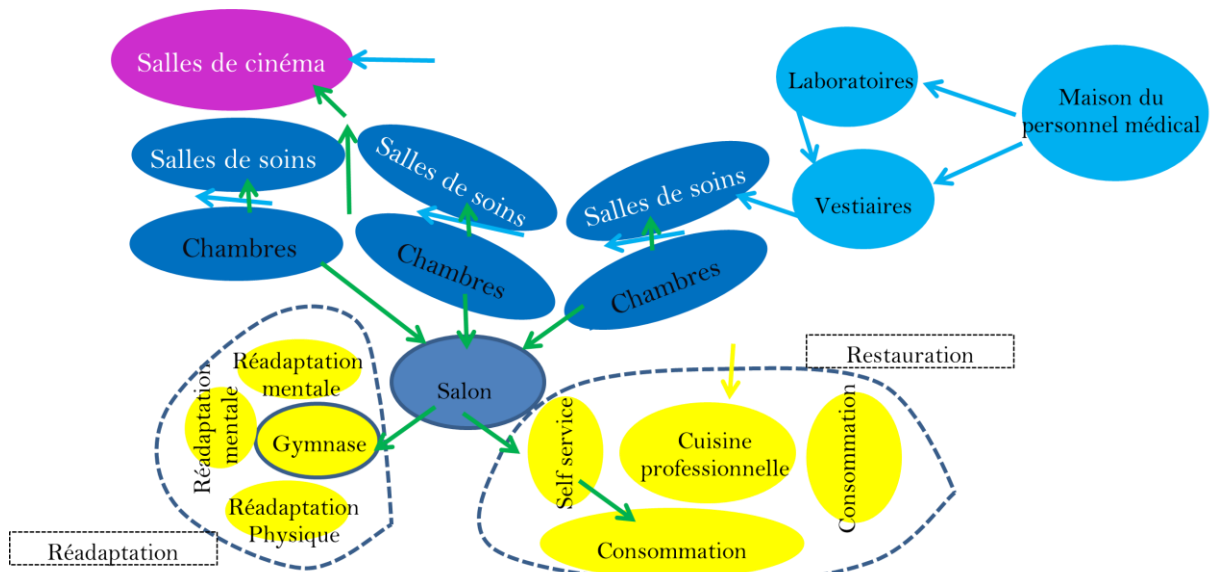 Salles de cinéma
Laboratoires
Maison du
personnel médical
Salles de soins
Salles de soins
Salles de soins
Vestiaires
Chambres
Chambres
Chambres
Restauration
Réadaptation
mentale
Réadaptation
mentale
Salon
Gymnase
Self service
Cuisine
professionnelle
Consommation
Réadaptation
Physique
Consommation
Réadaptation